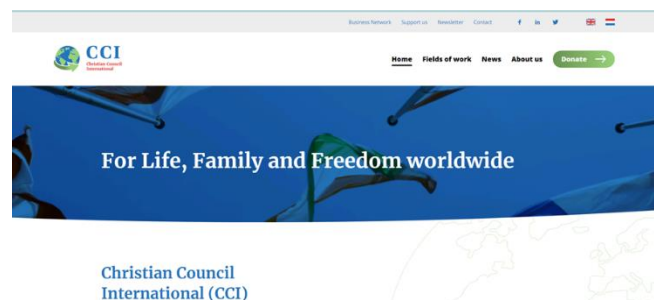 Business Network Support us Newsletter Contact
CCI
Christian Council
International
Home Fields of work News About us Donate
For Life, Family and Freedom worldwide
Christian Council
International (CCI)